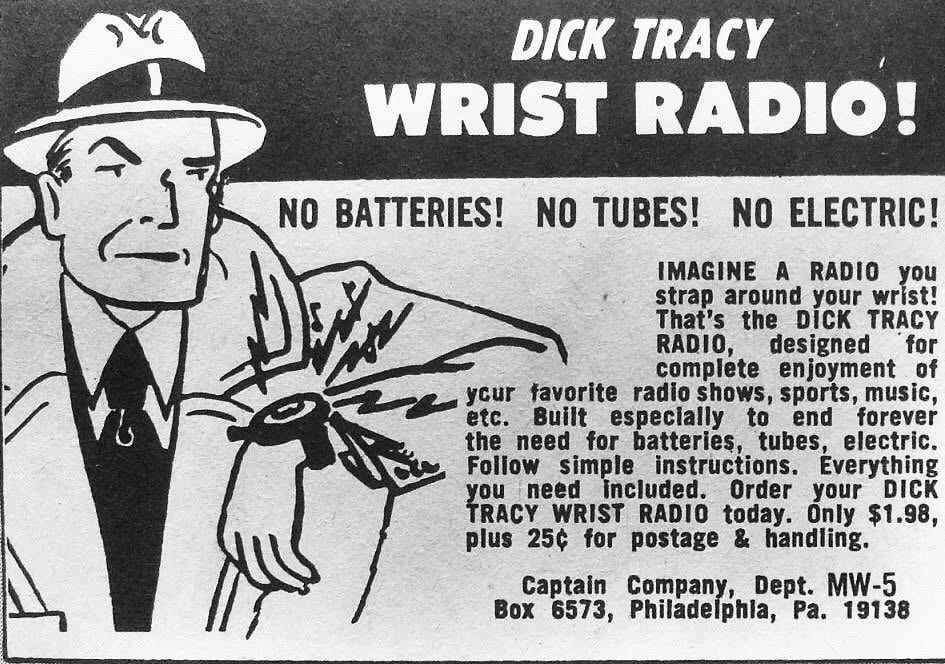 DICK TRACY
WRIST RADIO!
NO BATTERIES! NO TUBES! NO ELECTRIC!
IMAGINE A RADIO you
strap around your wrist!
That's the DICK TRACY
RADIO, designed for
complete enjoyment of
your favorite radio shows, sports, music,
etc. Built especially to end forever
the need for batteries, tubes, electric.
Follow simple instructions. Everything
you need included. Order your DICK
TRACY WRIST RADIO today. Only $1.98,
plus 25¢ for postage & handling.
Captain Company, Dept. MW-5
Box 6573, Philadelphia, Pa. 19138